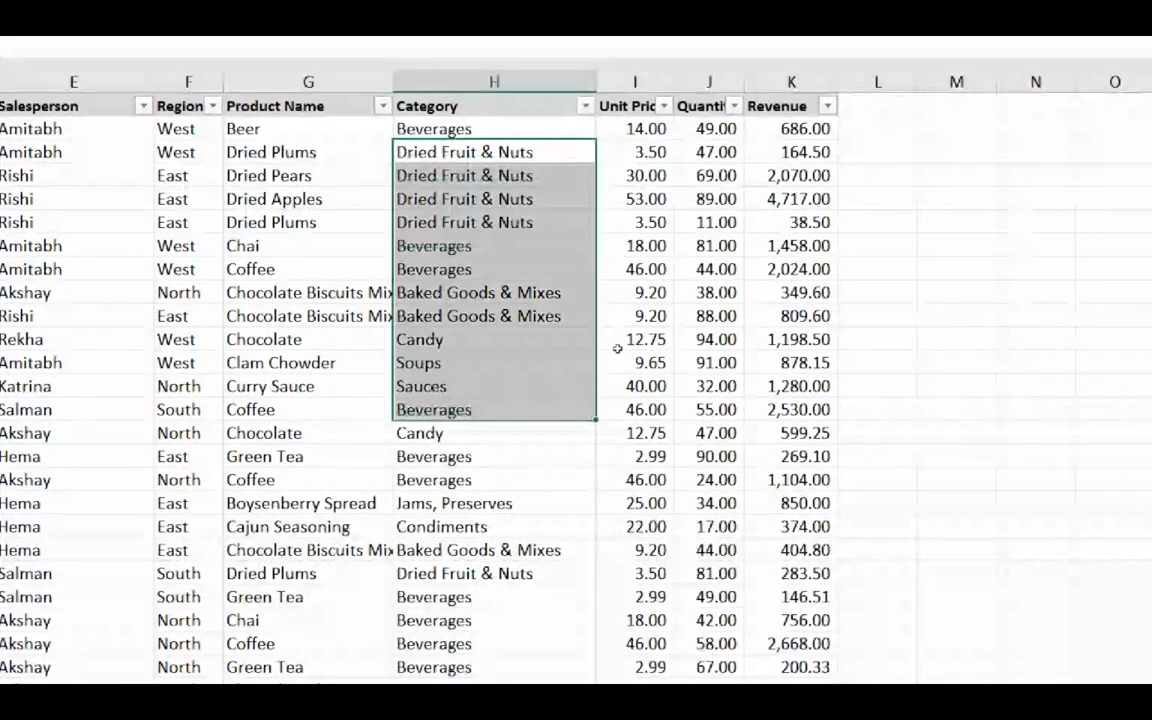 E F G H I J K L M N O
Salesperson Region Product Name Category Unit Pric Quantit Revenue
Amitabh West Beer Beverages 14.00 49.00 686.00
Amitabh West Dried Plums Dried Fruit & Nuts 3.50 47.00 164.50
Rishi East Dried Pears Dried Fruit & Nuts 30.00 69.00 2,070.00
Rishi East Dried Apples Dried Fruit & Nuts 53.00 89.00 4,717.00
Rishi East Dried Plums Dried Fruit & Nuts 3.50 11.00 38.50
Amitabh West Chai Beverages 18.00 81.00 1,458.00
Amitabh West Coffee Beverages 46.00 44.00 2,024.00
Akshay North Chocolate Biscuits Mix Baked Goods & Mixes 9.20 38.00 349.60
Rishi East Chocolate Biscuits Mix Baked Goods & Mixes 9.20 88.00 809.60
Rekha West Chocolate Candy 12.75 94.00 1,198.50
Amitabh West Clam Chowder Soups 9.65 91.00 878.15
Katrina North Curry Sauce Sauces 40.00 32.00 1,280.00
Salman South Coffee Beverages 46.00 55.00 2,530.00
Akshay North Chocolate Candy 12.75 47.00 599.25
Hema East Green Tea Beverages 2.99 90.00 269.10
Akshay North Coffee Beverages 46.00 24.00 1,104.00
Hema East Boysenberry Spread Jams, Preserves 25.00 34.00 850.00
Hema East Cajun Seasoning Condiments 22.00 17.00 374.00
Hema East Chocolate Biscuits Mix Baked Goods & Mixes 9.20 44.00 404.80
Salman South Dried Plums Dried Fruit & Nuts 3.50 81.00 283.50
Salman South Green Tea Beverages 2.99 49.00 146.51
Akshay North Chai Beverages 18.00 42.00 756.00
Akshay North Coffee Beverages 46.00 58.00 2,668.00
Akshay North Green Tea Beverages 2.99 67.00 200.33